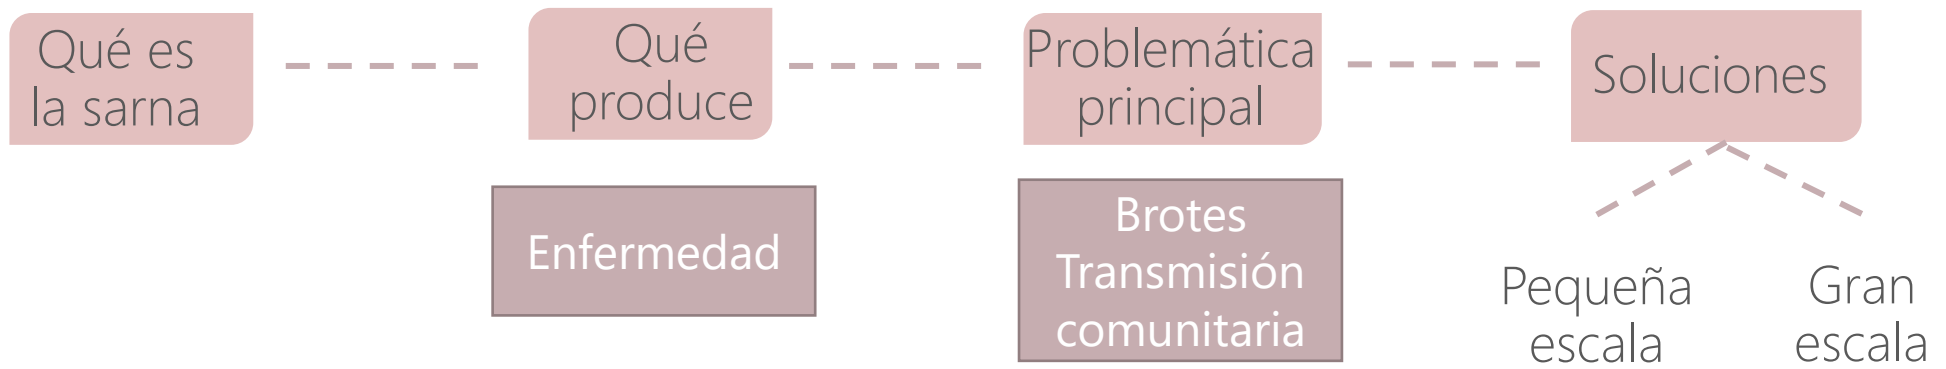 Qué es
la sarna
Qué
produce
Problemática
principal
Soluciones
Enfermedad
Brotes
Transmisión
comunitaria
Pequeña
escala
Gran
escala